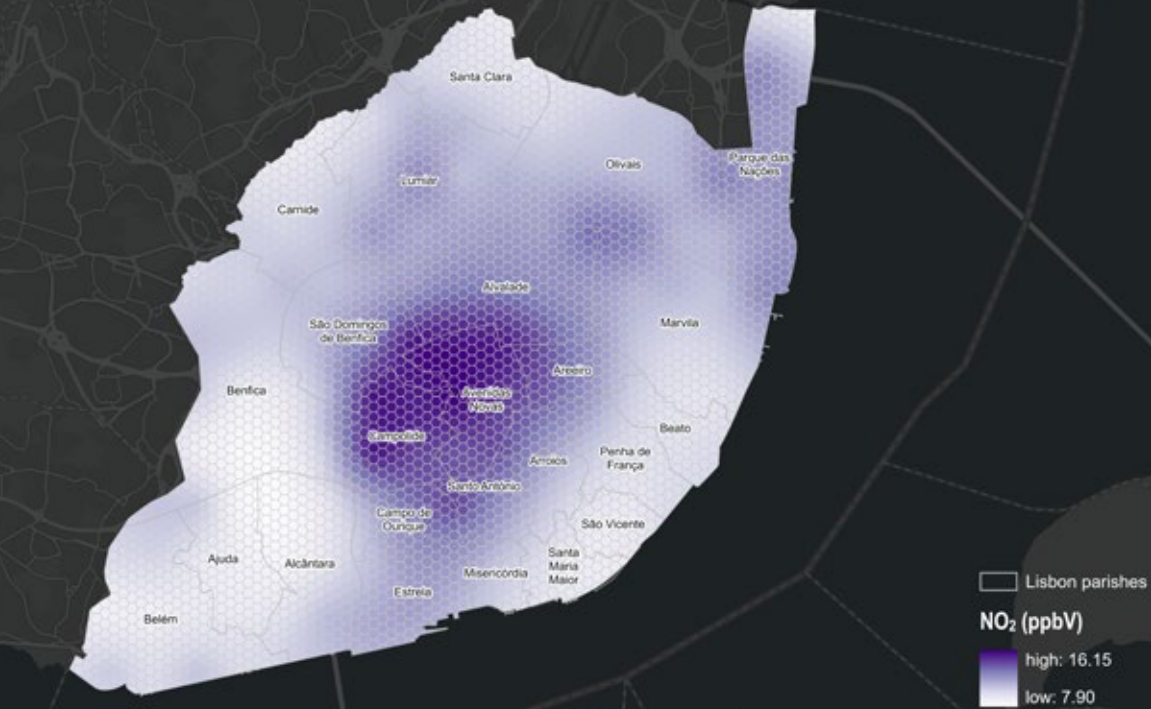 Santa Clara
Olivais
Parque das
Nações
Lumiar
Carnide
Alvalade
São Domingos
de Benfica
Marvila
Areeiro
Benfica
Avenidas
Novas
Beato
Campolide
Penha de
França
Arroios
Santo António
Campo de
Ourique
São Vicente
Santa
Maria
Maior
Ajuda
Alcântara
Misericórdia
Estrela
Belém
Lisbon parishes
NO₂ (ppbV)
high: 16.15
low: 7.90